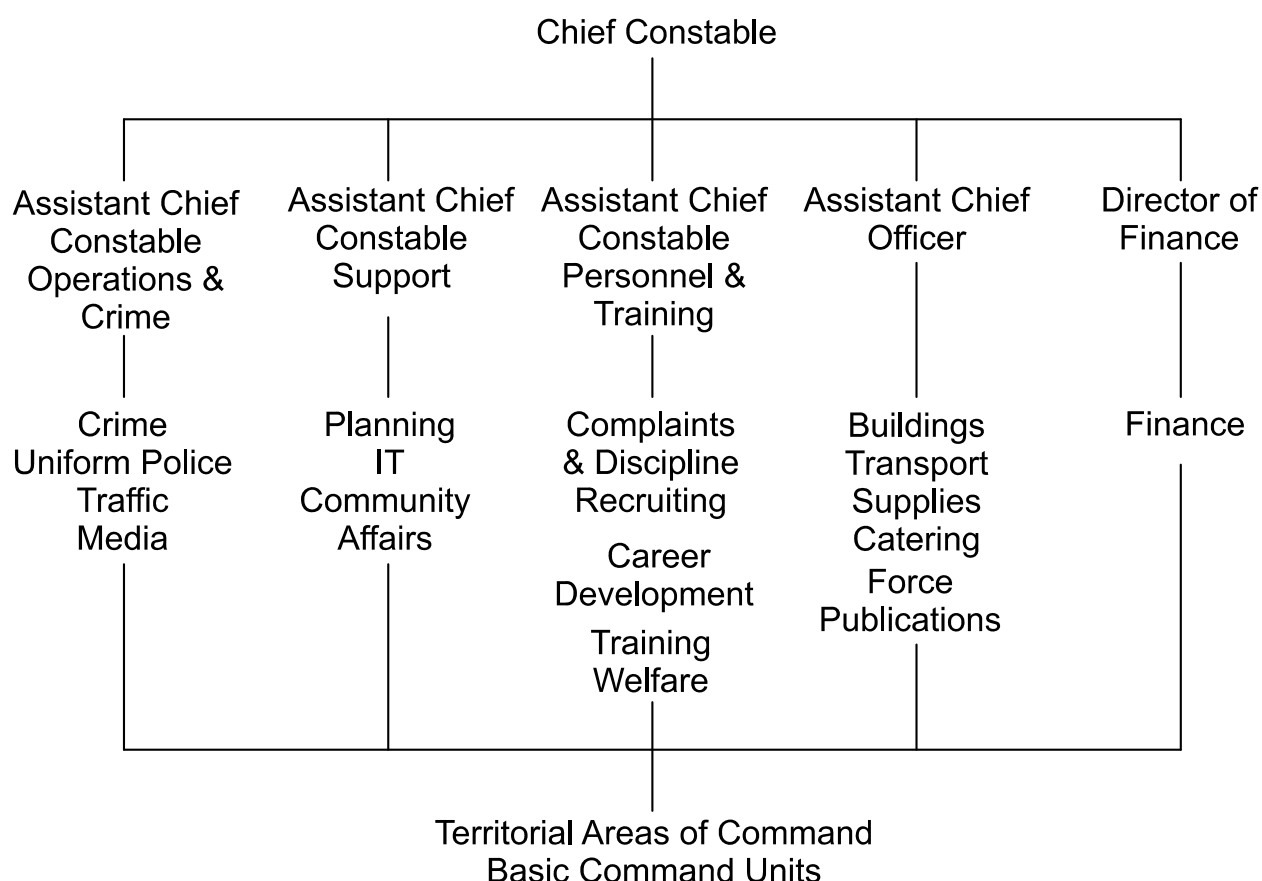 Chief Constable
Assistant Chief
Constable
Operations &
Crime
Assistant Chief
Constable
Support
Assistant Chief
Constable
Personnel &
Training
Assistant Chief
Officer
Director of
Finance
Crime
Uniform Police
Traffic
Media
Planning
IT
Community
Affairs
Complaints
& Discipline
Recruiting
Career
Development
Training
Welfare
Buildings
Transport
Supplies
Catering
Force
Publications
Finance
Territorial Areas of Command
Basic Command Units